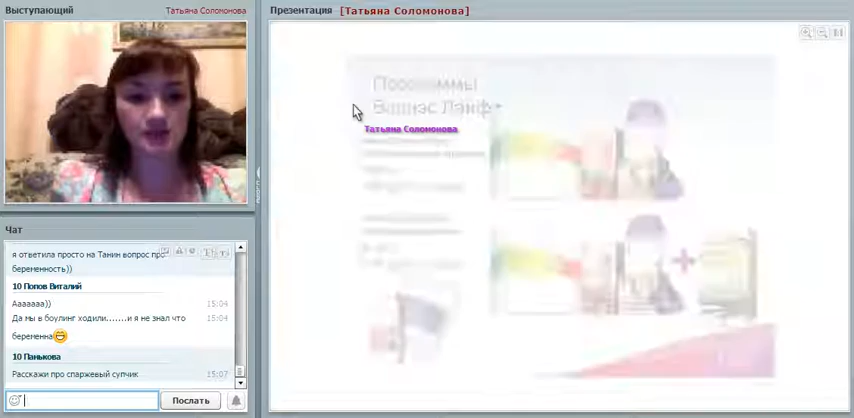 Выступающий
Татьяна Соломонова
Презентация [Татьяна Соломонова]
Программы
Вэлнэс Лайф+
Татьяна Соломонова
Чат
я ответила просто на Танин вопрос про
беременность))
10 Попов Виталий
Ааааааа)) 15:04
Да мы в боулинг ходили.......и я не знал что 15:04
беременна
10 Панькова
Расскажи про спаржевый супчик 15:07
Послать